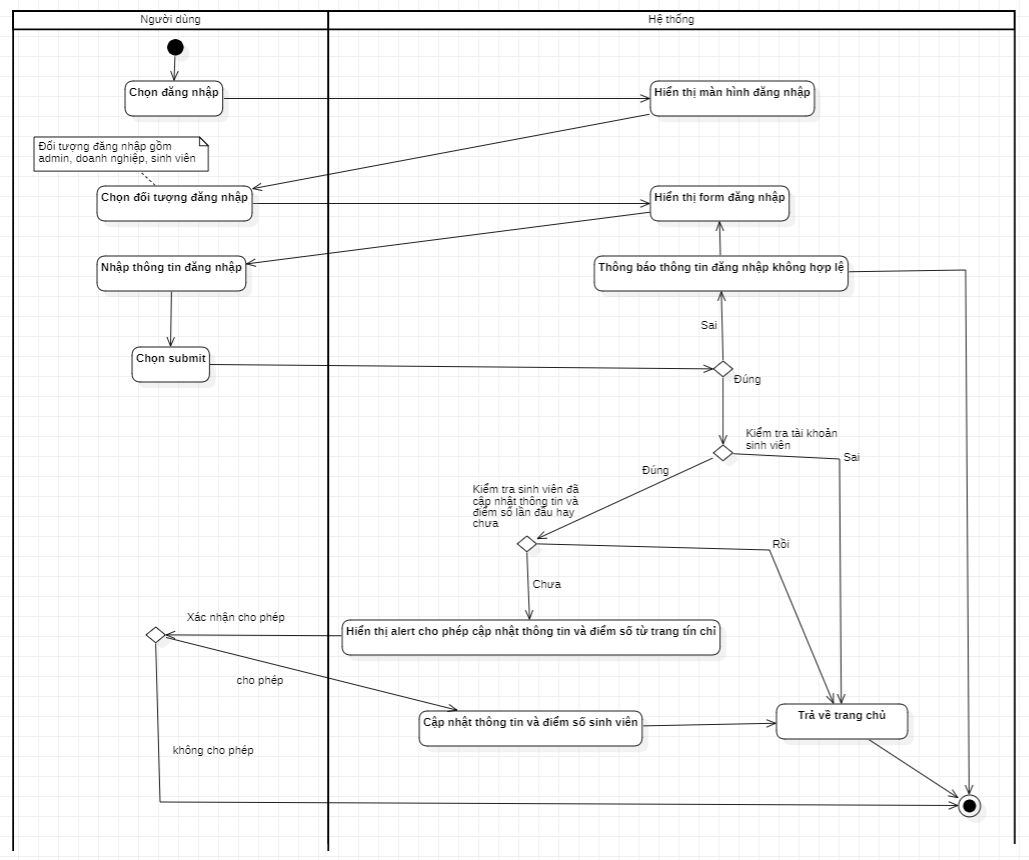 Người dùng
Hệ thống
Chọn đăng nhập
Hiển thị màn hình đăng nhập
Đối tượng đăng nhập gồm
admin, doanh nghiệp, sinh viên
Chọn đối tượng đăng nhập
Hiển thị form đăng nhập
Nhập thông tin đăng nhập
Thông báo thông tin đăng nhập không hợp lệ
Sai
Chọn submit
Đúng
Kiểm tra tài khoản
sinh viên
Sai
Đúng
Kiểm tra sinh viên đã
cập nhật thông tin và
điểm số lần đầu hay
chưa
Rồi
Chưa
Xác nhận cho phép
Hiển thị alert cho phép cập nhật thông tin và điểm số từ trang tín chỉ
cho phép
Cập nhật thông tin và điểm số sinh viên
Trả về trang chủ
không cho phép